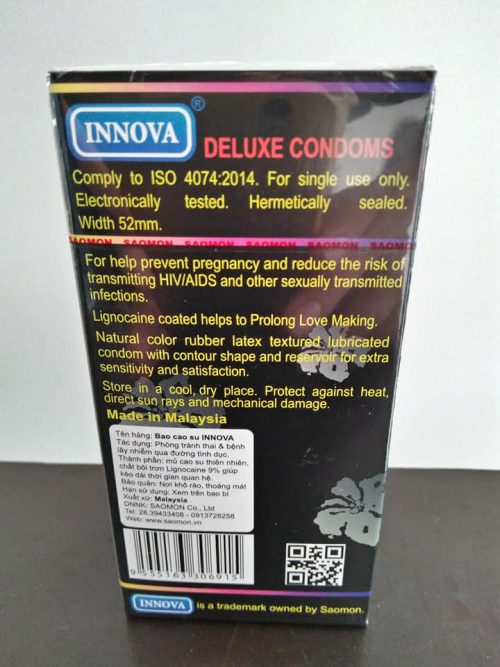 INNOVA ®
DELUXE CONDOMS
Comply to ISO 4074:2014. For single use only.
Electronically tested. Hermetically sealed.
Width 52mm.
SAOMON SAOMON SAOMON SAOMON SAOMON SAOMON SAOMON
For help prevent pregnancy and reduce the risk of
transmitting HIV/AIDS and other sexually transmitted
infections.
Lignocaine coated helps to Prolong Love Making.
Natural color rubber latex textured lubricated
condom with contour shape and reservoir for extra
sensitivity and satisfaction.
Store in a cool dry place. Protect against heat,
direct sun rays and mechanical damage.
Made in Malaysia
Tên hàng: Bao cao su INNOVA
Tác dụng: Phòng tránh thai & bệnh
lây nhiễm qua đường tình dục.
Thành phần: mủ cao su thiên nhiên,
chất bôi trơn Lignocaine 9% giúp
kéo dài thời gian quan hệ.
Bảo quản: Nơi khô ráo, thoáng mát
Hạn sử dụng: Xem trên bao bì
Xuất xứ: Malaysia
DNNK: SAOMON Co., Ltd
Tel: 28.39433408 - 0913728258
Web: www.saomon.vn
9 555163 306915
INNOVA is a trademark owned by Saomon.